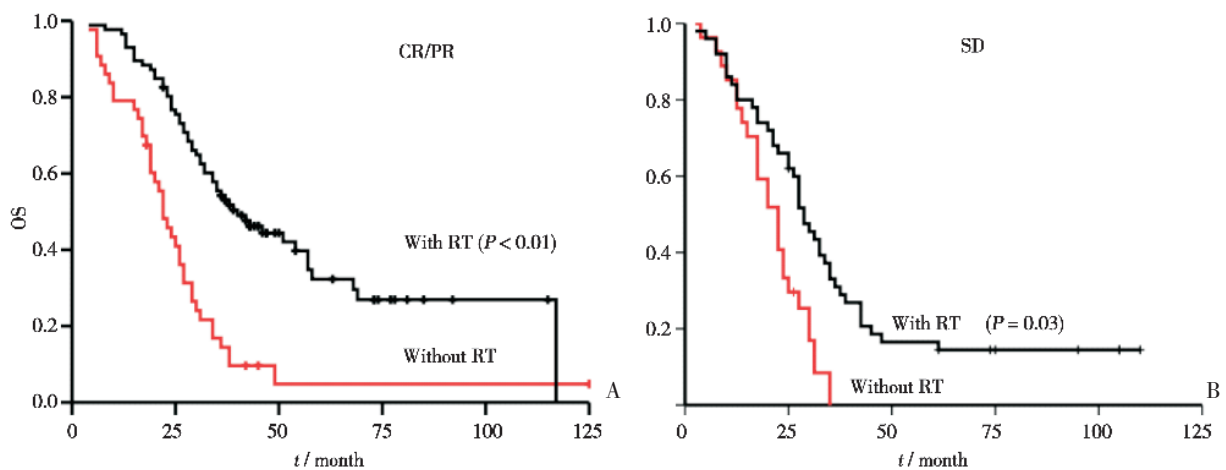 CR/PR
OS
1.0
0.8
0.6
0.4
0.2
0.0
With RT (P < 0.01)
Without RT
A
0 25 50 75 100 125
t / month
SD
1.0
0.8
0.6
0.4
0.2
With RT (P = 0.03)
Without RT
B
0 25 50 75 100 125
t / month